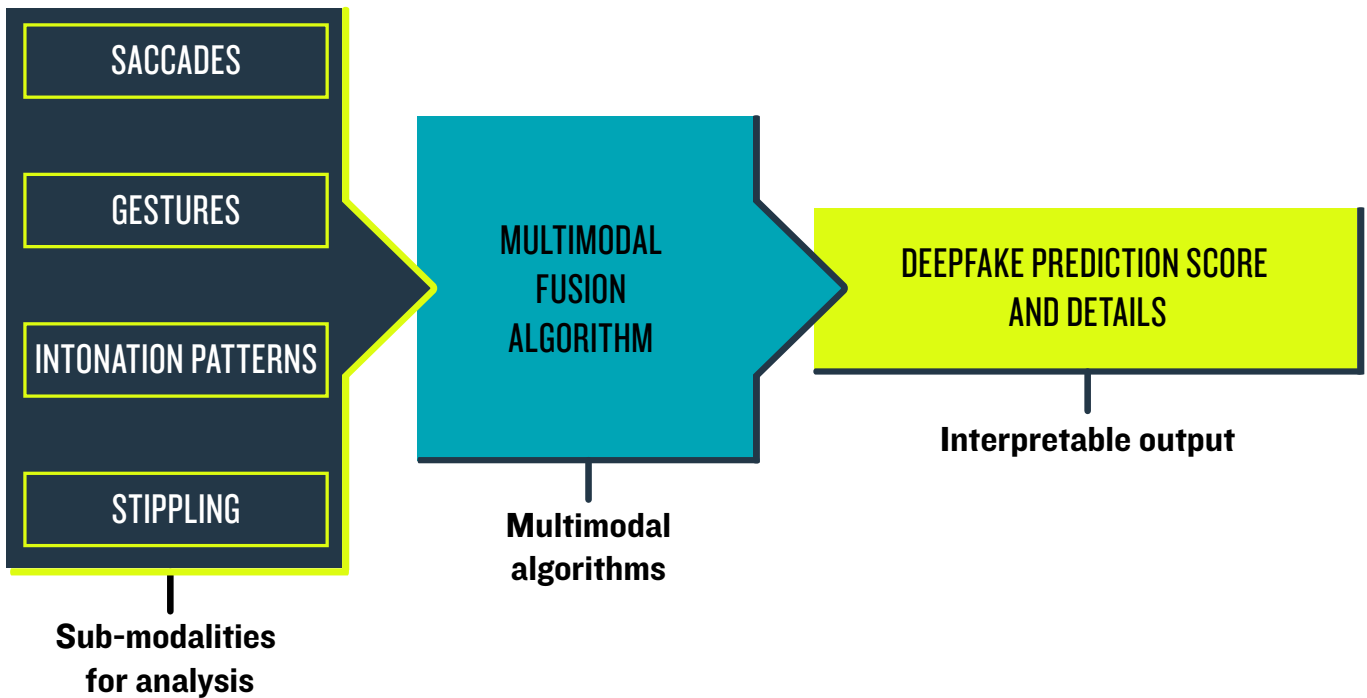 SACCADES
GESTURES
INTONATION PATTERNS
STIPPLING
Sub-modalities
for analysis
MULTIMODAL
FUSION
ALGORITHM
Multimodal
algorithms
DEEPFAKE PREDICTION SCORE
AND DETAILS
Interpretable output